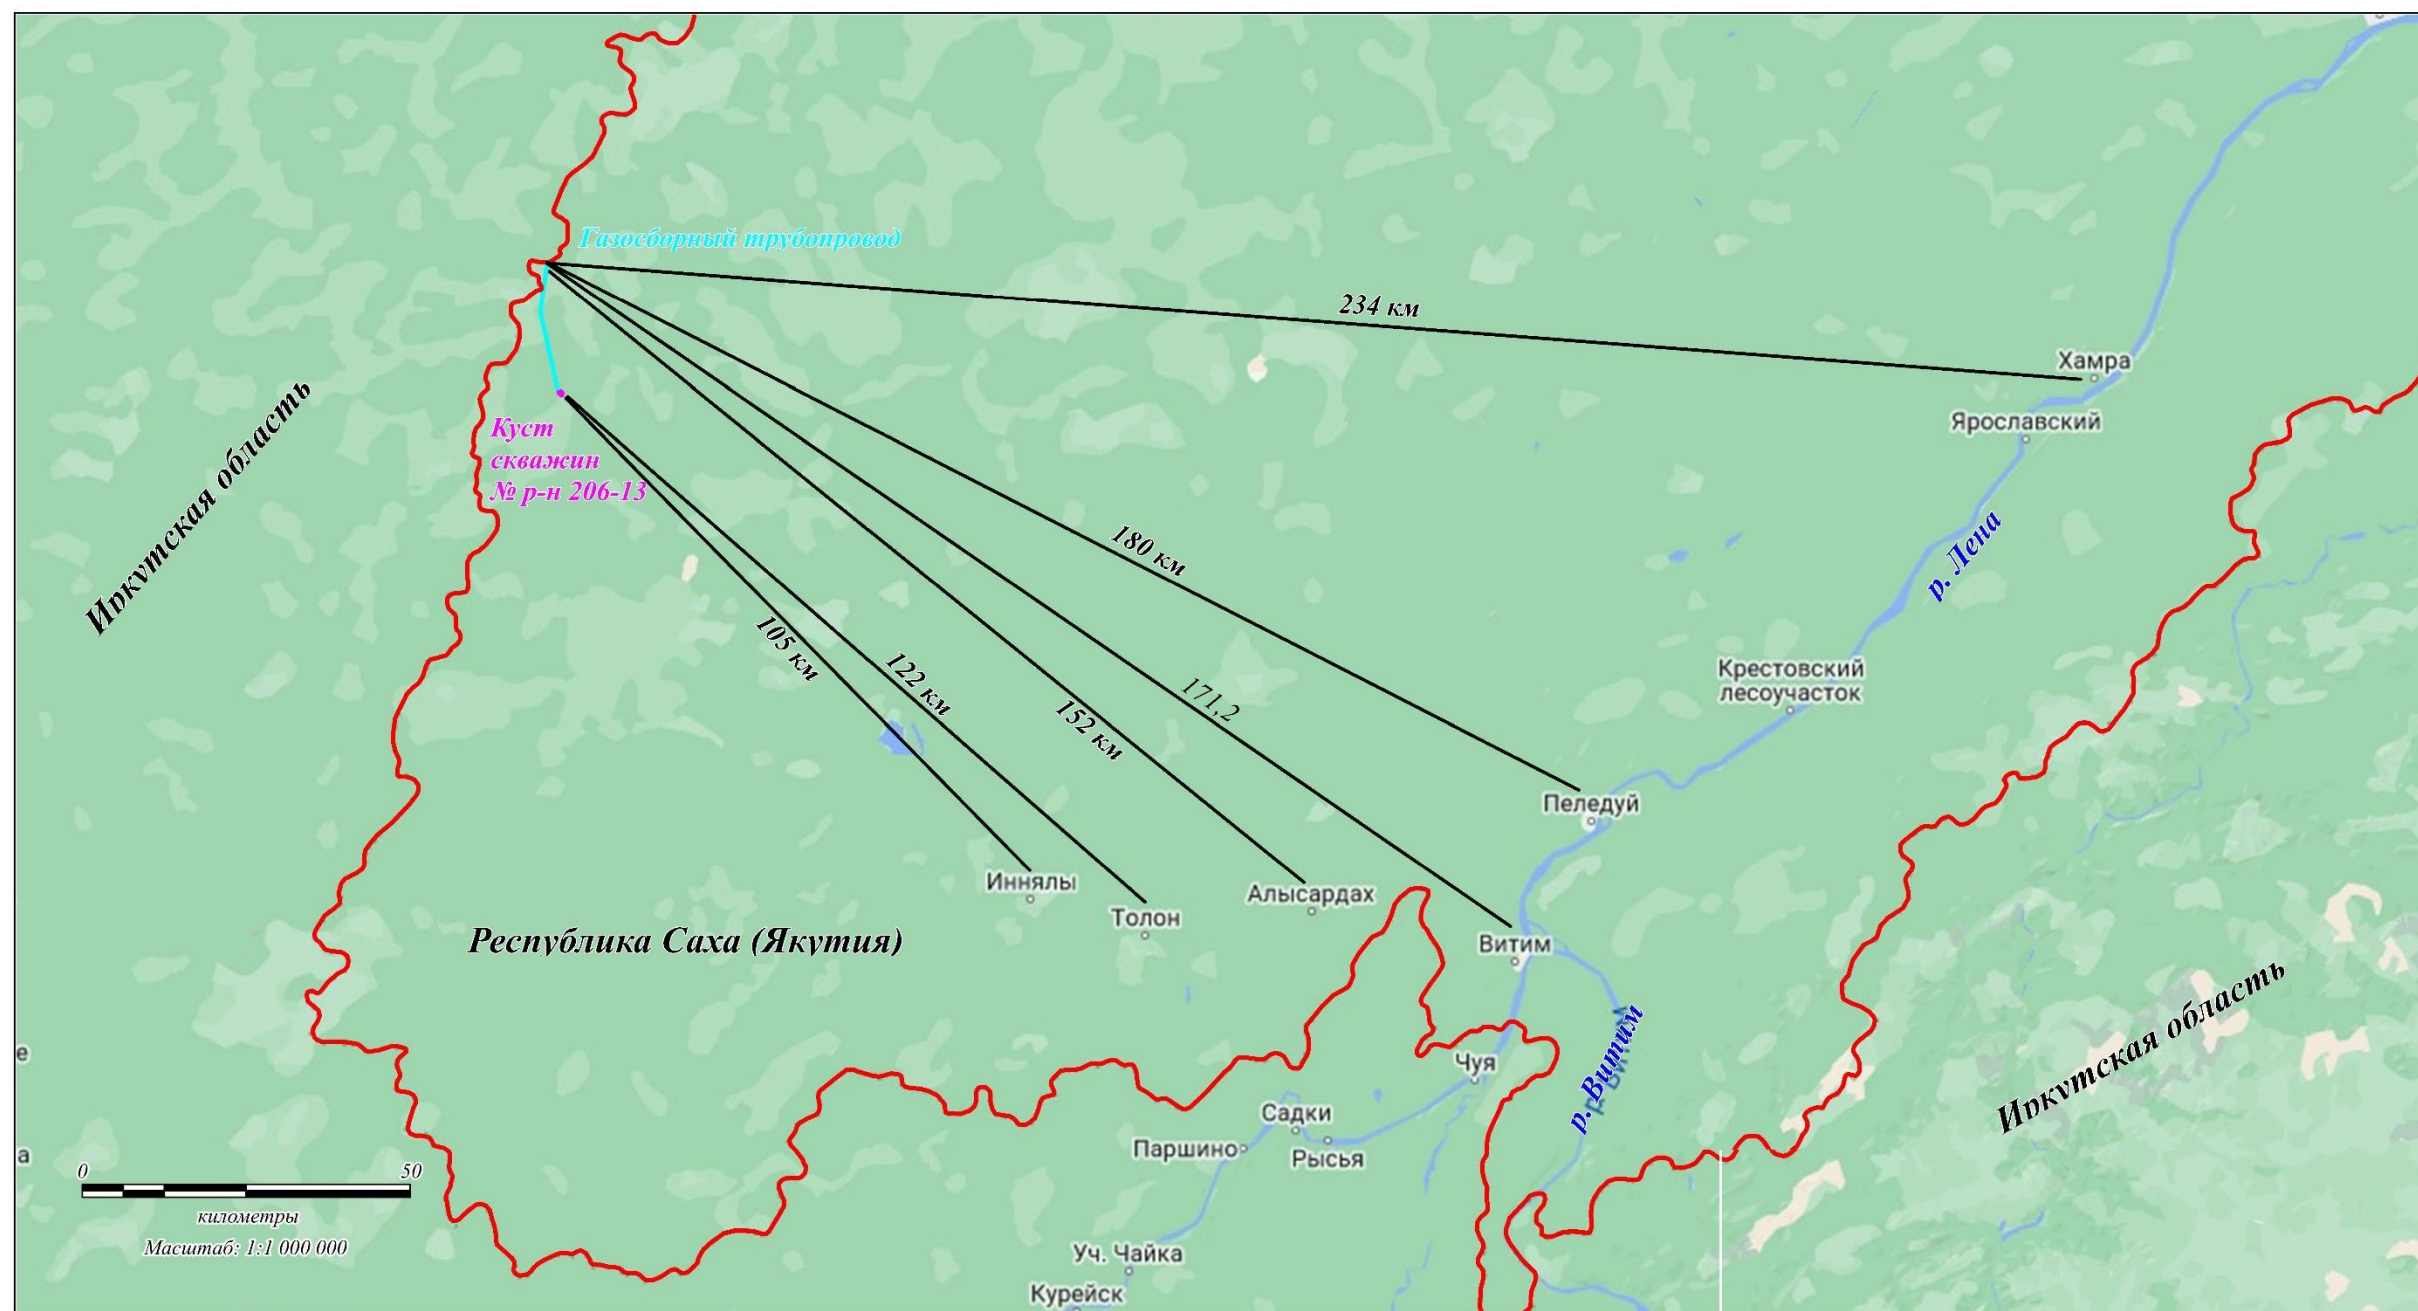 Газосборный трубопровод
234 км
Хамра
Ярославский
Иркутская область
Куст
скважин
№ р-н 206-13
180 км
р. Лена
105 км
122 км
152 км
171,2
Крестовский
лесоучасток
Пеледуй
Иннялы
Толон
Алысардах
Витим
Республика Саха (Якутия)
р. Витим
Иркутская область
Чуя
Садки
Паршино
Рысья
е
а
0 50
километры
Масштаб: 1:1 000 000
Уч. Чайка
Курейск